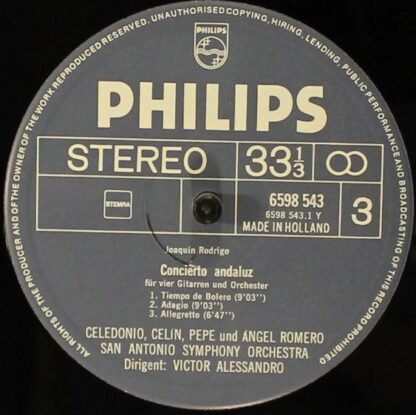 ALL RIGHTS OF THE PRODUCER AND OF THE OWNER OF THE WORK REPRODUCED RESERVED. UNAUTHORISED COPYING, HIRING, LENDING, PUBLIC PERFORMANCE AND BROADCASTING OF THIS RECORD PROHIBITED
PHILIPS
PHILIPS
STEREO 33⅓
STEMRA
6598 543
6598 543.1 Y
MADE IN HOLLAND
3
Joaquín Rodrigo
Concierto andaluz
für vier Gitarren und Orchester
1. Tiempo de Bolero (9'03'')
2. Adagio (9'03'')
3. Allegretto (6'47'')
CELEDONIO, CELIN, PEPE und ÁNGEL ROMERO
SAN ANTONIO SYMPHONY ORCHESTRA
Dirigent: VICTOR ALESSANDRO